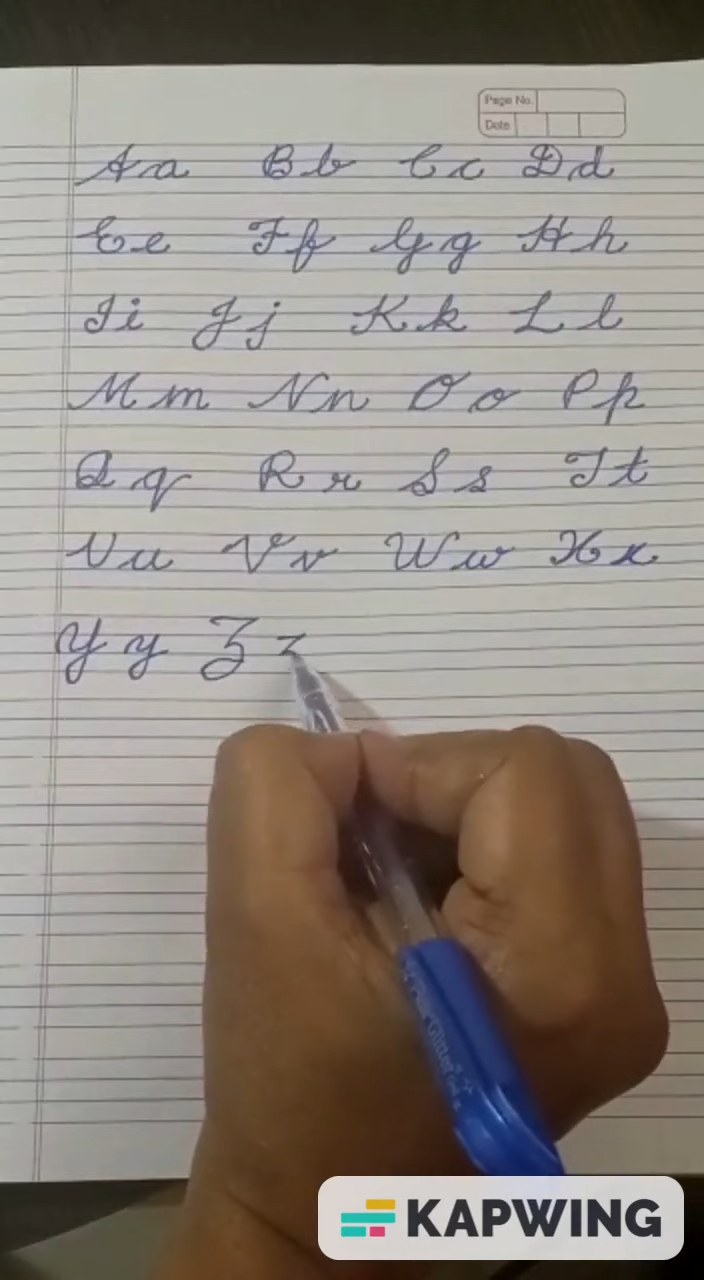 Page No.
Date
Aa Bb Cc Dd
Ee Ff Gg Hh
Ii Jj Kk Ll
Mm Nn Oo Pp
Qq Rr Ss Tt
Uu Vv Ww Xx
Yy Zz
KAPWING